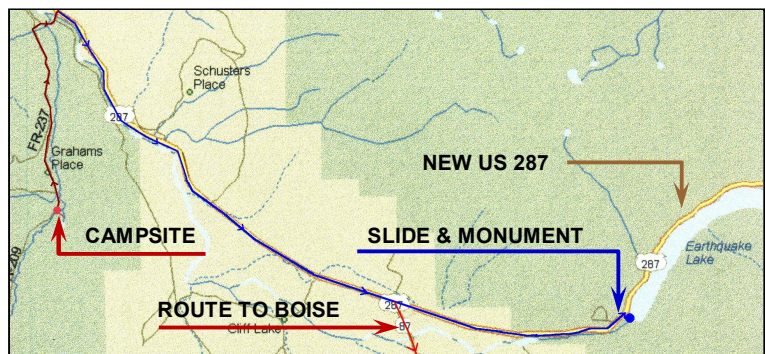 Schusters
Place
287
FR-237
Grahams
Place
NEW US 287
CAMPSITE
SLIDE & MONUMENT
Earthquake
Lake
287
287
ROUTE TO BOISE
87
Cliff Lake